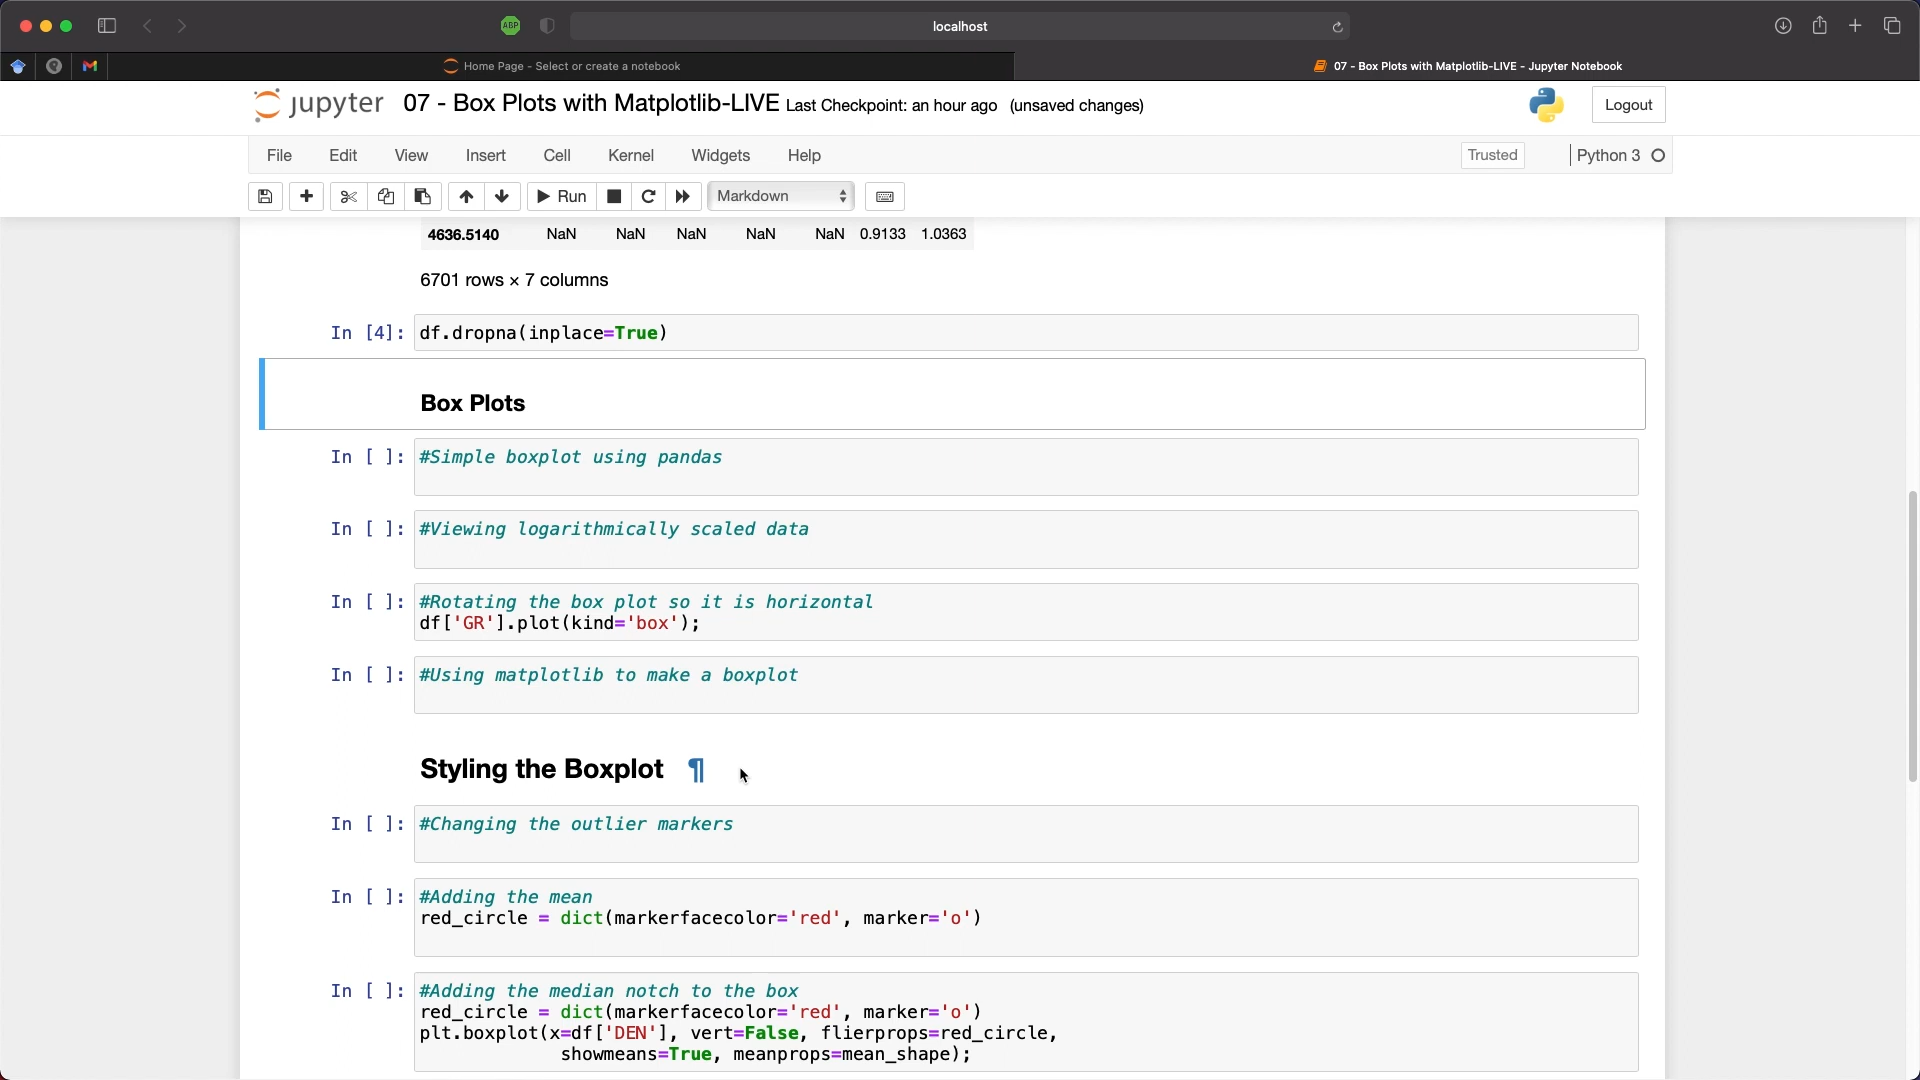 ABP
localhost
Home Page - Select or create a notebook
07 - Box Plots with Matplotlib-LIVE - Jupyter Notebook
jupyter 07 - Box Plots with Matplotlib-LIVE Last Checkpoint: an hour ago (unsaved changes)
Logout
File Edit View Insert Cell Kernel Widgets Help
Trusted Python 3
Run Markdown
4636.5140 NaN NaN NaN NaN NaN 0.9133 1.0363
6701 rows × 7 columns
In [4]: df.dropna(inplace=True)
Box Plots
In [ ]: #Simple boxplot using pandas
In [ ]: #Viewing logarithmically scaled data
In [ ]: #Rotating the box plot so it is horizontal
df['GR'].plot(kind='box');
In [ ]: #Using matplotlib to make a boxplot
Styling the Boxplot ¶
In [ ]: #Changing the outlier markers
In [ ]: #Adding the mean
red_circle = dict(markerfacecolor='red', marker='o')
In [ ]: #Adding the median notch to the box
red_circle = dict(markerfacecolor='red', marker='o')
plt.boxplot(x=df['DEN'], vert=False, flierprops=red_circle,
showmeans=True, meanprops=mean_shape);